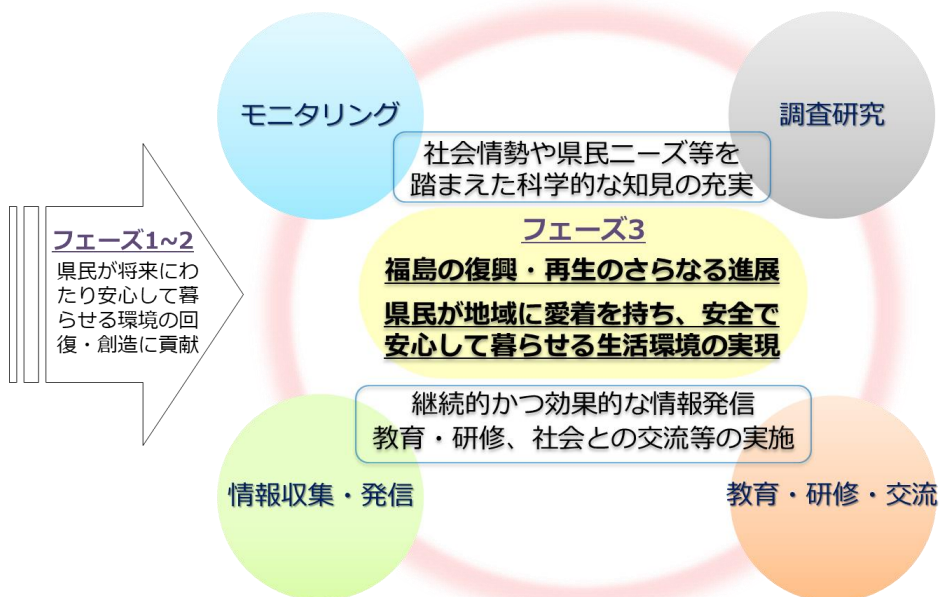 モニタリング
調査研究
社会情勢や県民ニーズ等を
踏まえた科学的な知見の充実
フェーズ1~2
県民が将来にわ
たり安心して暮
らせる環境の回
復・創造に貢献
フェーズ3
福島の復興・再生のさらなる進展
県民が地域に愛着を持ち、安全で
安心して暮らせる生活環境の実現
継続的かつ効果的な情報発信
教育・研修、社会との交流等の実施
情報収集・発信
教育・研修・交流